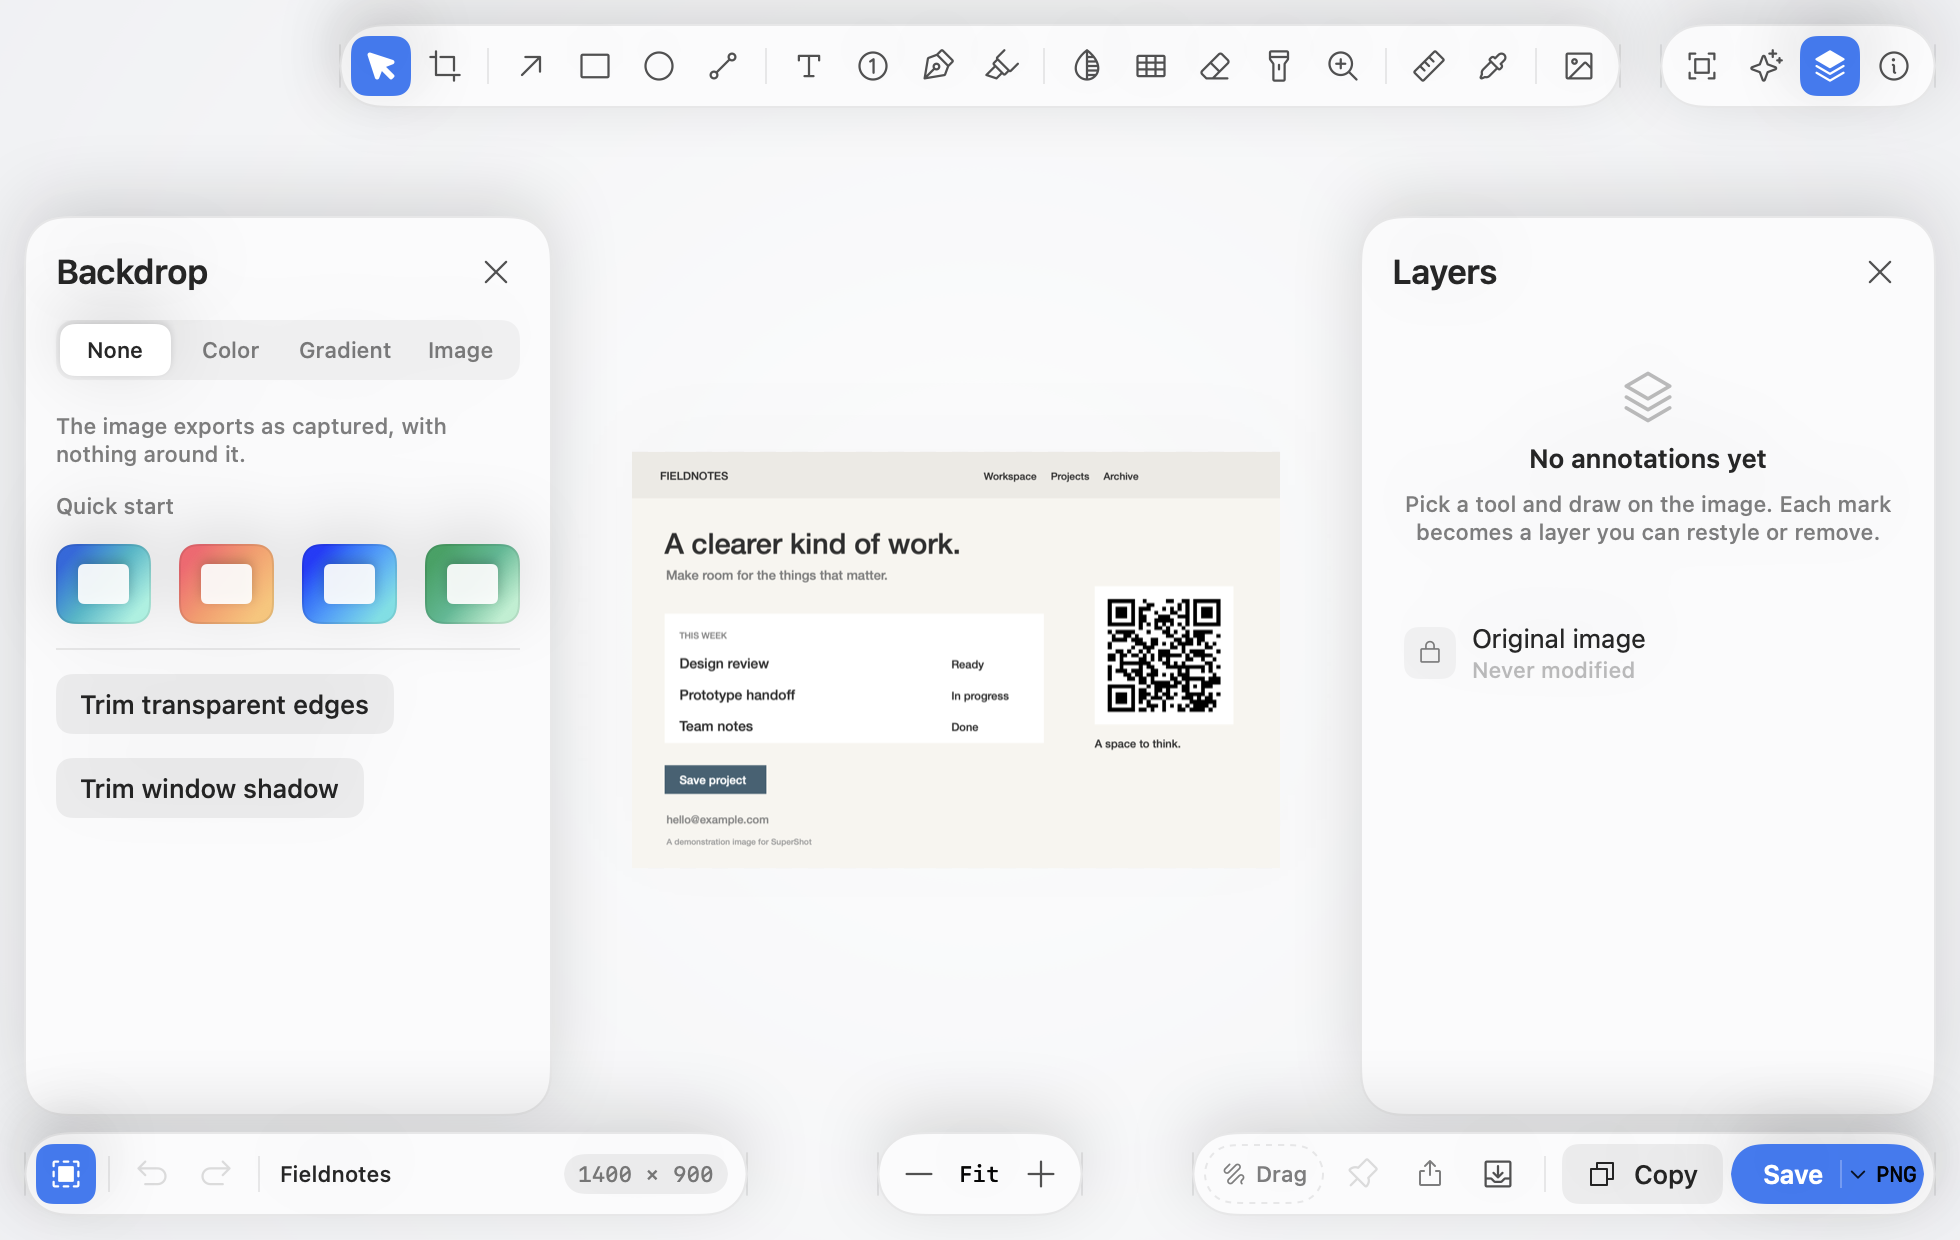 Backdrop
None
Color
Gradient
Image
The image exports as captured, with
nothing around it.
Quick start
Trim transparent edges
Trim window shadow
FIELDNOTES
Workspace Projects Archive
A clearer kind of work.
Make room for the things that matter.
THIS WEEK
Design review Ready
Prototype handoff In progress
Team notes Done
A space to think.
Save project
hello@example.com
A demonstration image for SuperShot
Layers
No annotations yet
Pick a tool and draw on the image. Each mark
becomes a layer you can restyle or remove.
Original image
Never modified
Fieldnotes
1400 × 900
Fit
Drag
Copy
Save
PNG
1